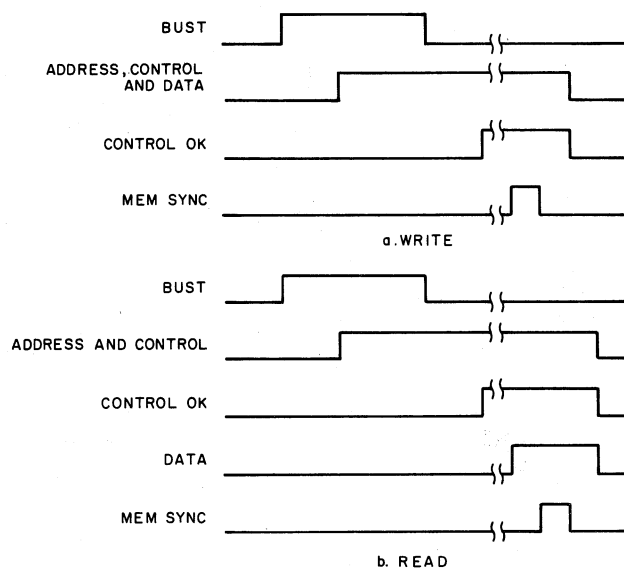 BUST
ADDRESS, CONTROL
AND DATA
CONTROL OK
MEM SYNC
a. WRITE
BUST
ADDRESS AND CONTROL
CONTROL OK
DATA
MEM SYNC
b. READ